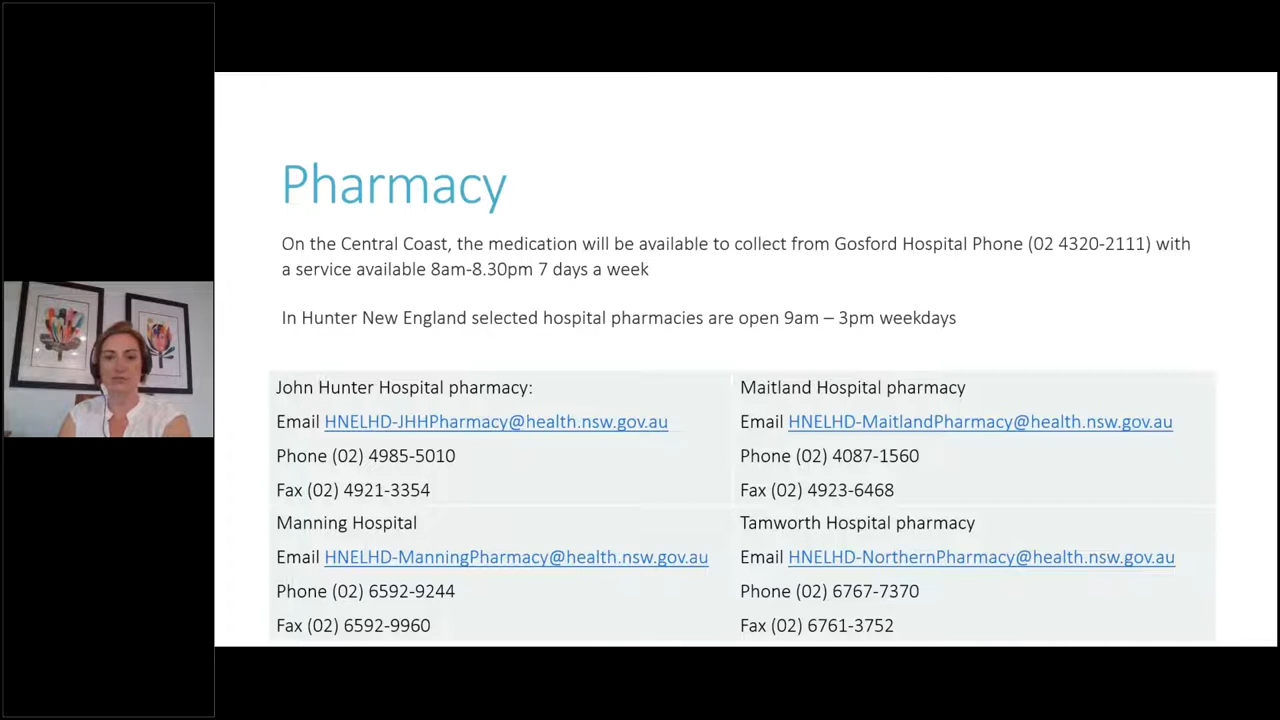 Pharmacy
On the Central Coast, the medication will be available to collect from Gosford Hospital Phone (02 4320-2111) with
a service available 8am-8.30pm 7 days a week
In Hunter New England selected hospital pharmacies are open 9am – 3pm weekdays
John Hunter Hospital pharmacy:
Email HNELHD-JHHPharmacy@health.nsw.gov.au
Phone (02) 4985-5010
Fax (02) 4921-3354
Maitland Hospital pharmacy
Email HNELHD-MaitlandPharmacy@health.nsw.gov.au
Phone (02) 4087-1560
Fax (02) 4923-6468
Manning Hospital
Email HNELHD-ManningPharmacy@health.nsw.gov.au
Phone (02) 6592-9244
Fax (02) 6592-9960
Tamworth Hospital pharmacy
Email HNELHD-NorthernPharmacy@health.nsw.gov.au
Phone (02) 6767-7370
Fax (02) 6761-3752